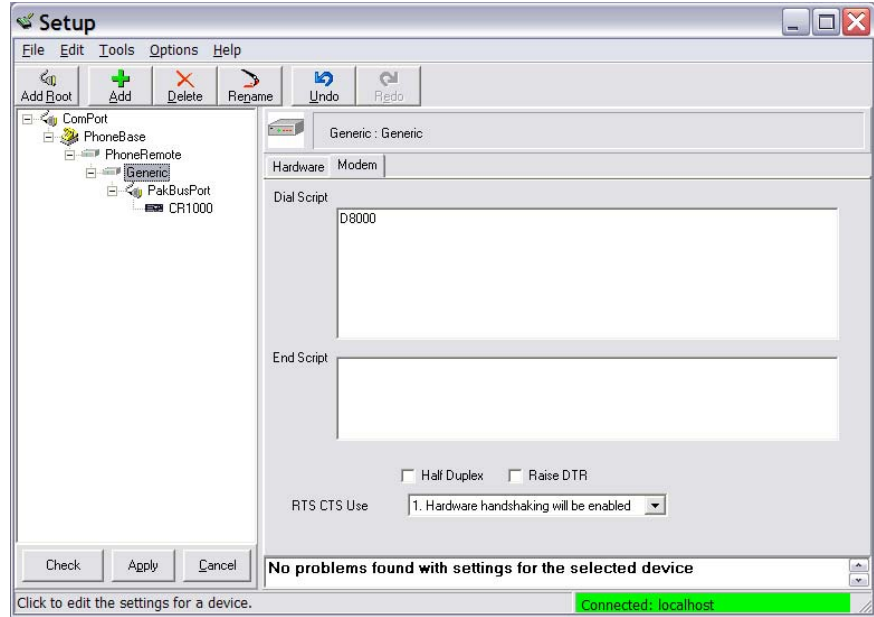 Setup
File Edit Tools Options Help
Add Root Add Delete Rename Undo Redo
ComPort
PhoneBase
PhoneRemote
Generic
PakBusPort
CR1000
Generic : Generic
Hardware Modem
Dial Script
D8000
End Script
Half Duplex Raise DTR
RTS CTS Use 1. Hardware handshaking will be enabled
Check Apply Cancel
No problems found with settings for the selected device
Click to edit the settings for a device.
Connected: localhost